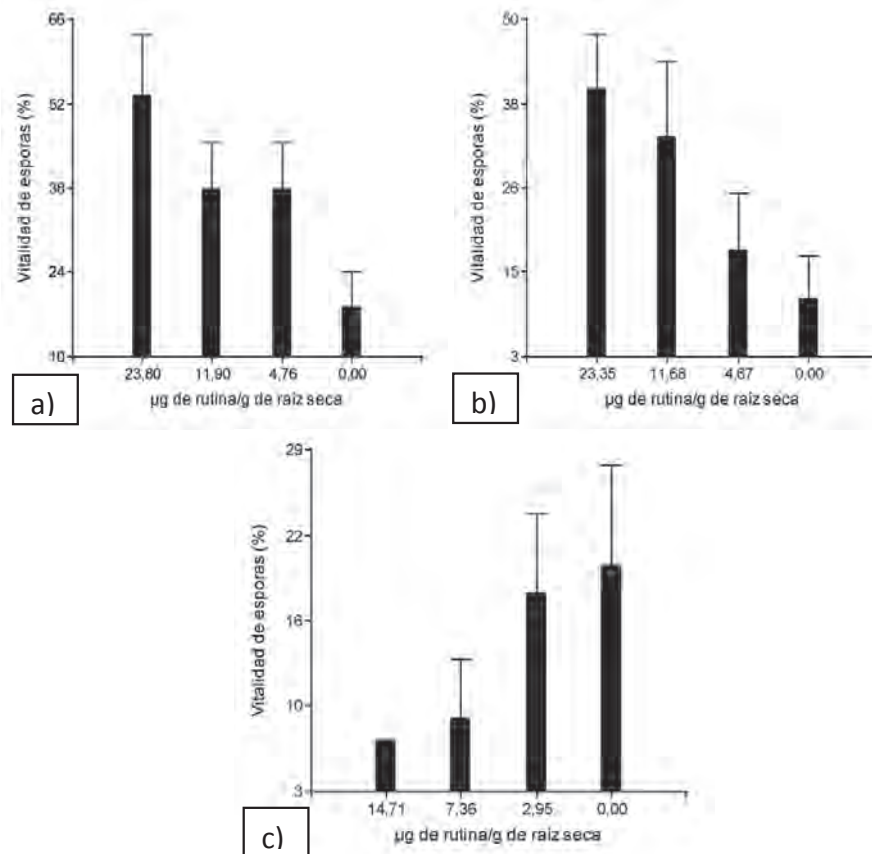 66
52
38
24
10
Vitalidad de esporas (%)
23,80 11,90 4,76 0,00
µg de rutina/g de raíz seca
a)
50
38
26
15
3
Vitalidad de esporas (%)
23,35 11,68 4,67 0,00
µg de rutina/g de raíz seca
b)
29
22
16
10
3
Vitalidad de esporas (%)
14,71 7,36 2,95 0,00
µg de rutina/g de raíz seca
c)